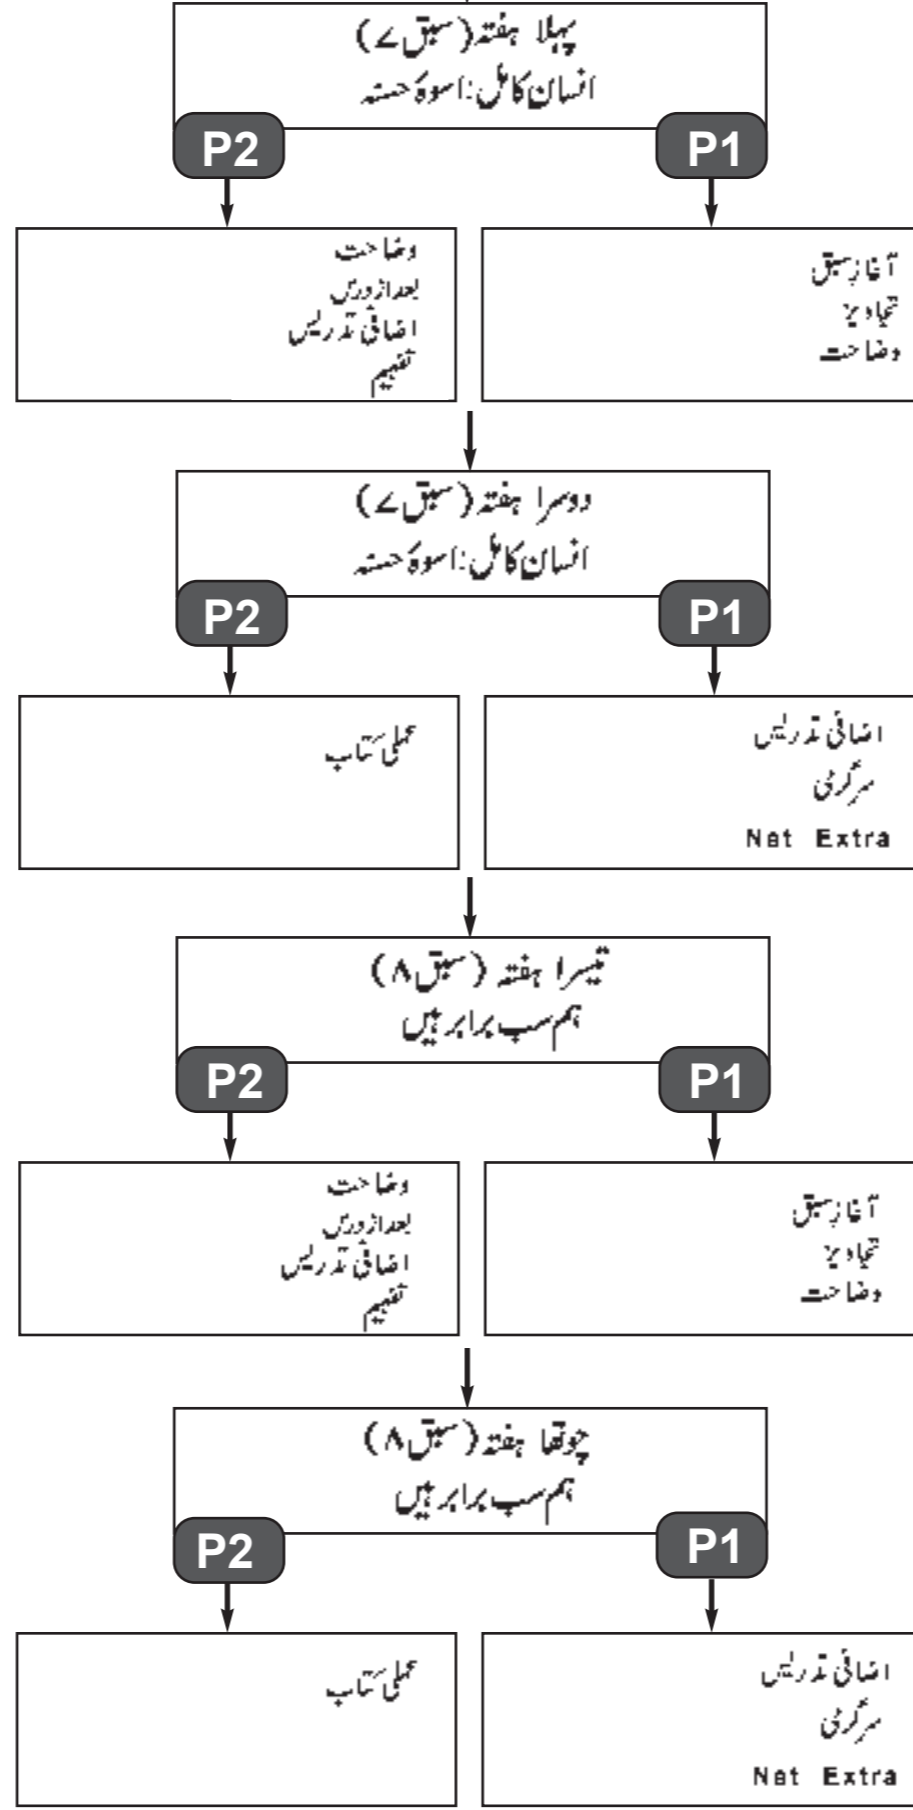 پہلا ہفتہ (سبق ۷)
انسان کامل: اسوۂ حسنہ
P1
P2
آغازِ سبق
تجاویز
وضاحت
وضاحت
بعد از درس
اضافی تدریس
تفہیم
دوسرا ہفتہ (سبق ۷)
انسان کامل: اسوۂ حسنہ
P1
P2
اضافی تدریس
سرگرمی
Net Extra
عملی کتاب
تیسرا ہفتہ (سبق ۸)
ہم سب برابر ہیں
P1
P2
آغازِ سبق
تجاویز
وضاحت
وضاحت
بعد از درس
اضافی تدریس
تفہیم
چوتھا ہفتہ (سبق ۸)
ہم سب برابر ہیں
P1
P2
اضافی تدریس
سرگرمی
Net Extra
عملی کتاب